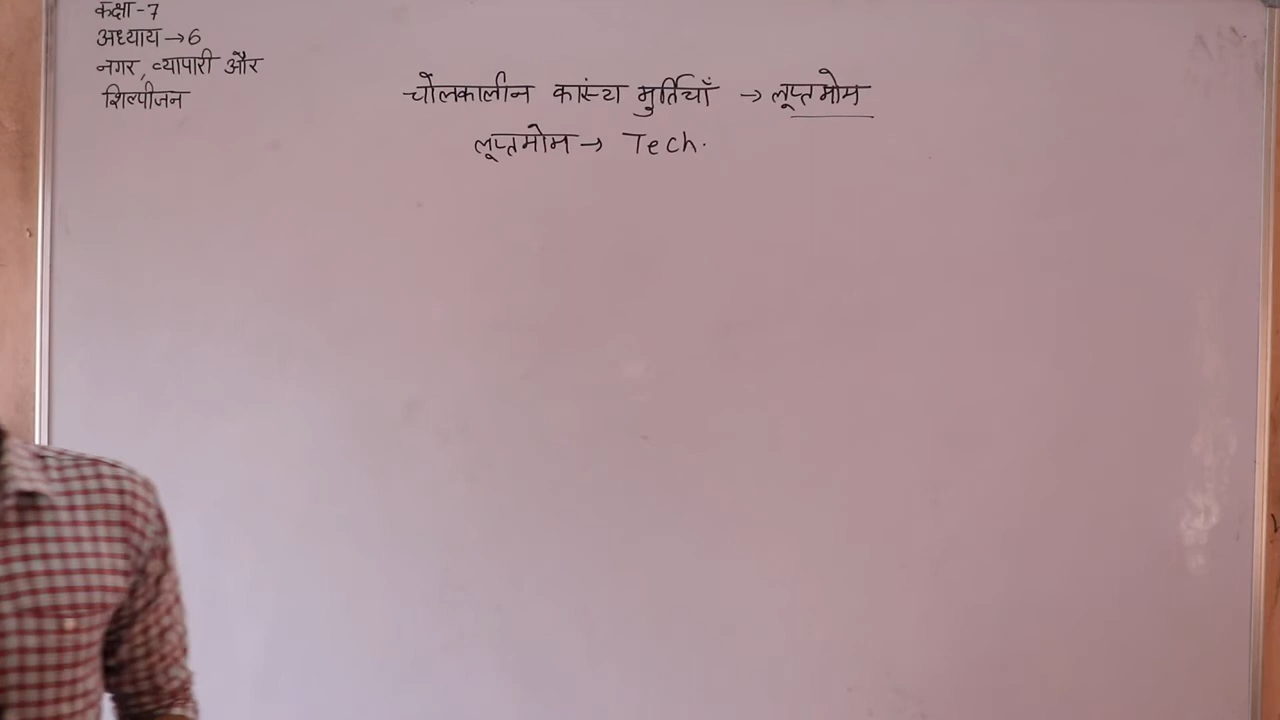 कक्षा-7
अध्याय→6
नगर, व्यापारी और
शिल्पीजन
चोलकालीन कांस्य मुर्तियाँ → लूप्तमोम
लूप्तमोम → Tech.